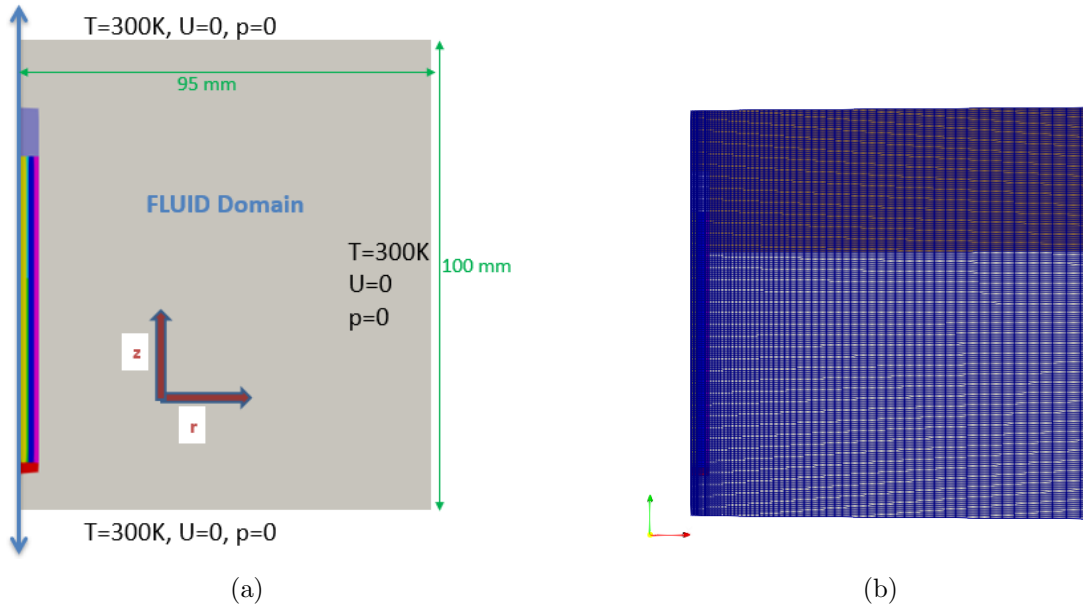 T=300K, U=0, p=0
95 mm
FLUID Domain
T=300K
100 mm
U=0
p=0
z
r
T=300K, U=0, p=0
(a)
(b)